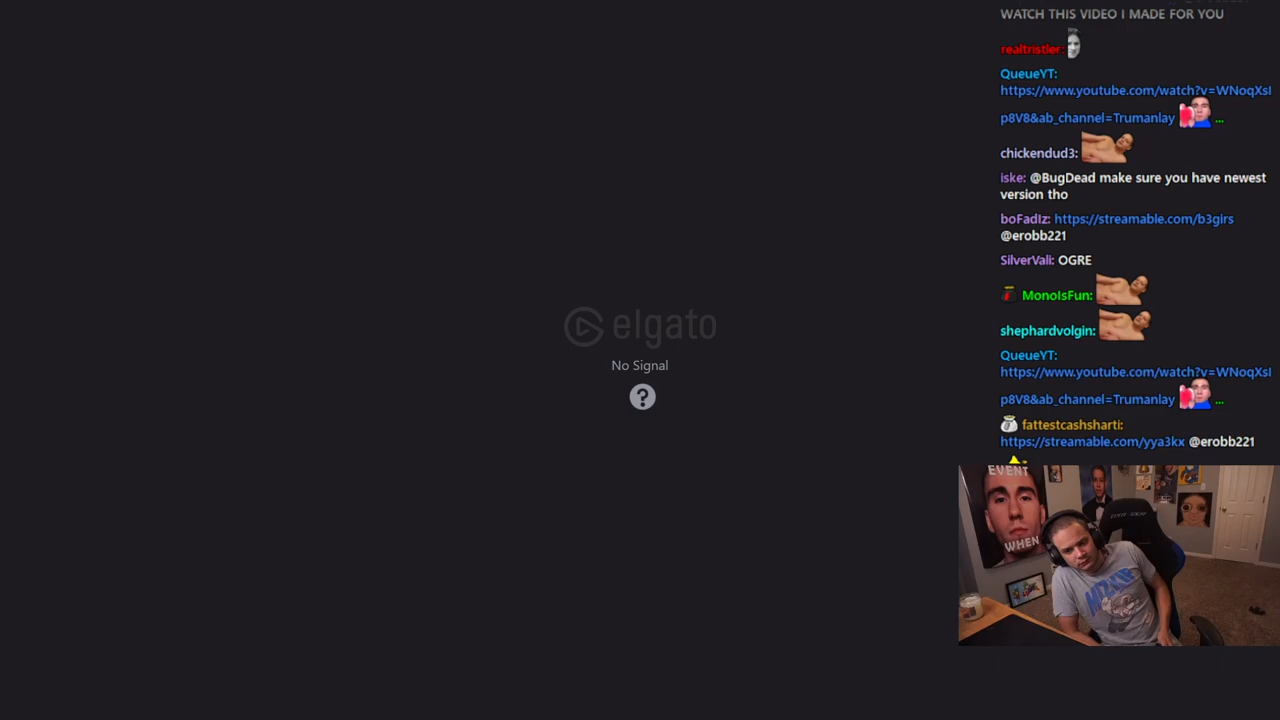 WATCH THIS VIDEO I MADE FOR YOU
realtristler:
QueueYT:
https://www.youtube.com/watch?v=WNoqXsI
p8V8&ab_channel=Trumanlay ...
chickendud3:
iske: @BugDead make sure you have newest
version tho
boFadIz: https://streamable.com/b3girs
@erobb221
SilverVali: OGRE
MonoIsFun:
shephardvolgin:
QueueYT:
https://www.youtube.com/watch?v=WNoqXsI
p8V8&ab_channel=Trumanlay ...
fattestcashsharti:
https://streamable.com/yya3kx @erobb221
elgato
No Signal
?
EVENT
WHEN